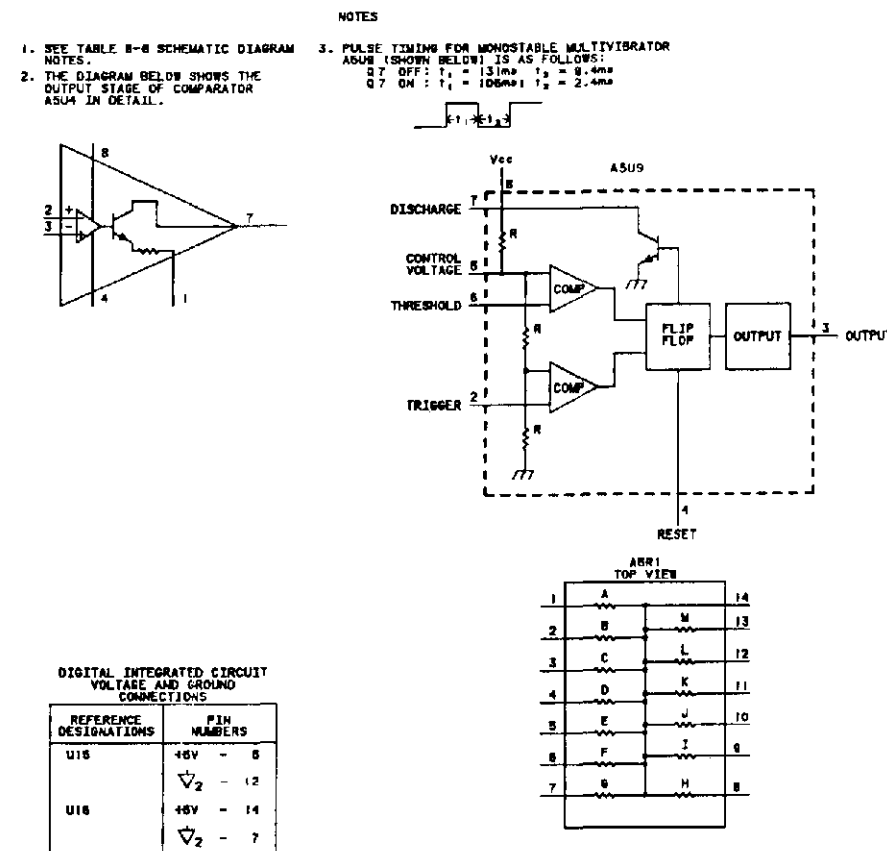 NOTES
1. SEE TABLE 8-6 SCHEMATIC DIAGRAM
NOTES.
2. THE DIAGRAM BELOW SHOWS THE
OUTPUT STAGE OF COMPARATOR
A5U4 IN DETAIL.
3. PULSE TIMING FOR MONOSTABLE MULTIVIBRATOR
A5U9 (SHOWN BELOW) IS AS FOLLOWS:
Q7 OFF: t₁ = 131ms t₂ = 9.4ms
Q7 ON: t₁ = 106ms; t₂ = 2.4ms
t₁ t₂
8
2 +
3 -
7
4 1
Vcc
8
A5U9
DISCHARGE 7
R
CONTROL
VOLTAGE 5
COMP
THRESHOLD 6
R
FLIP
FLOP
OUTPUT
3 OUTPUT
COMP
TRIGGER 2
R
4
RESET
A5R1
TOP VIEW
1 A 14
2 B M 13
3 C L 12
4 D K 11
5 E J 10
6 F I 9
7 G H 8
DIGITAL INTEGRATED CIRCUIT
VOLTAGE AND GROUND
CONNECTIONS
REFERENCE
DESIGNATIONS
PIN
NUMBERS
U15 - 5
2 - 12
U16 - 14
2 - 7